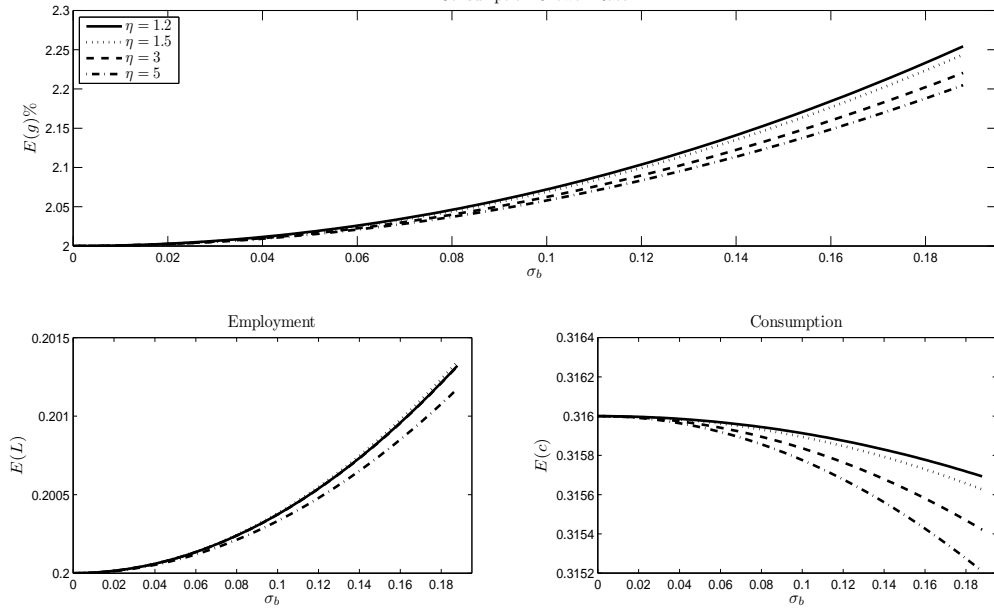 2.3
2.25
2.2
2.15
2.1
2.05
2
E(g)%
η = 1.2
η = 1.5
η = 3
η = 5
0 0.02 0.04 0.06 0.08 0.1 0.12 0.14 0.16 0.18
σ_b
Employment
0.2015
0.201
0.2005
0.2
E(L)
0 0.02 0.04 0.06 0.08 0.1 0.12 0.14 0.16 0.18
σ_b
Consumption
0.3164
0.3162
0.316
0.3158
0.3156
0.3154
0.3152
E(c)
0 0.02 0.04 0.06 0.08 0.1 0.12 0.14 0.16 0.18
σ_b